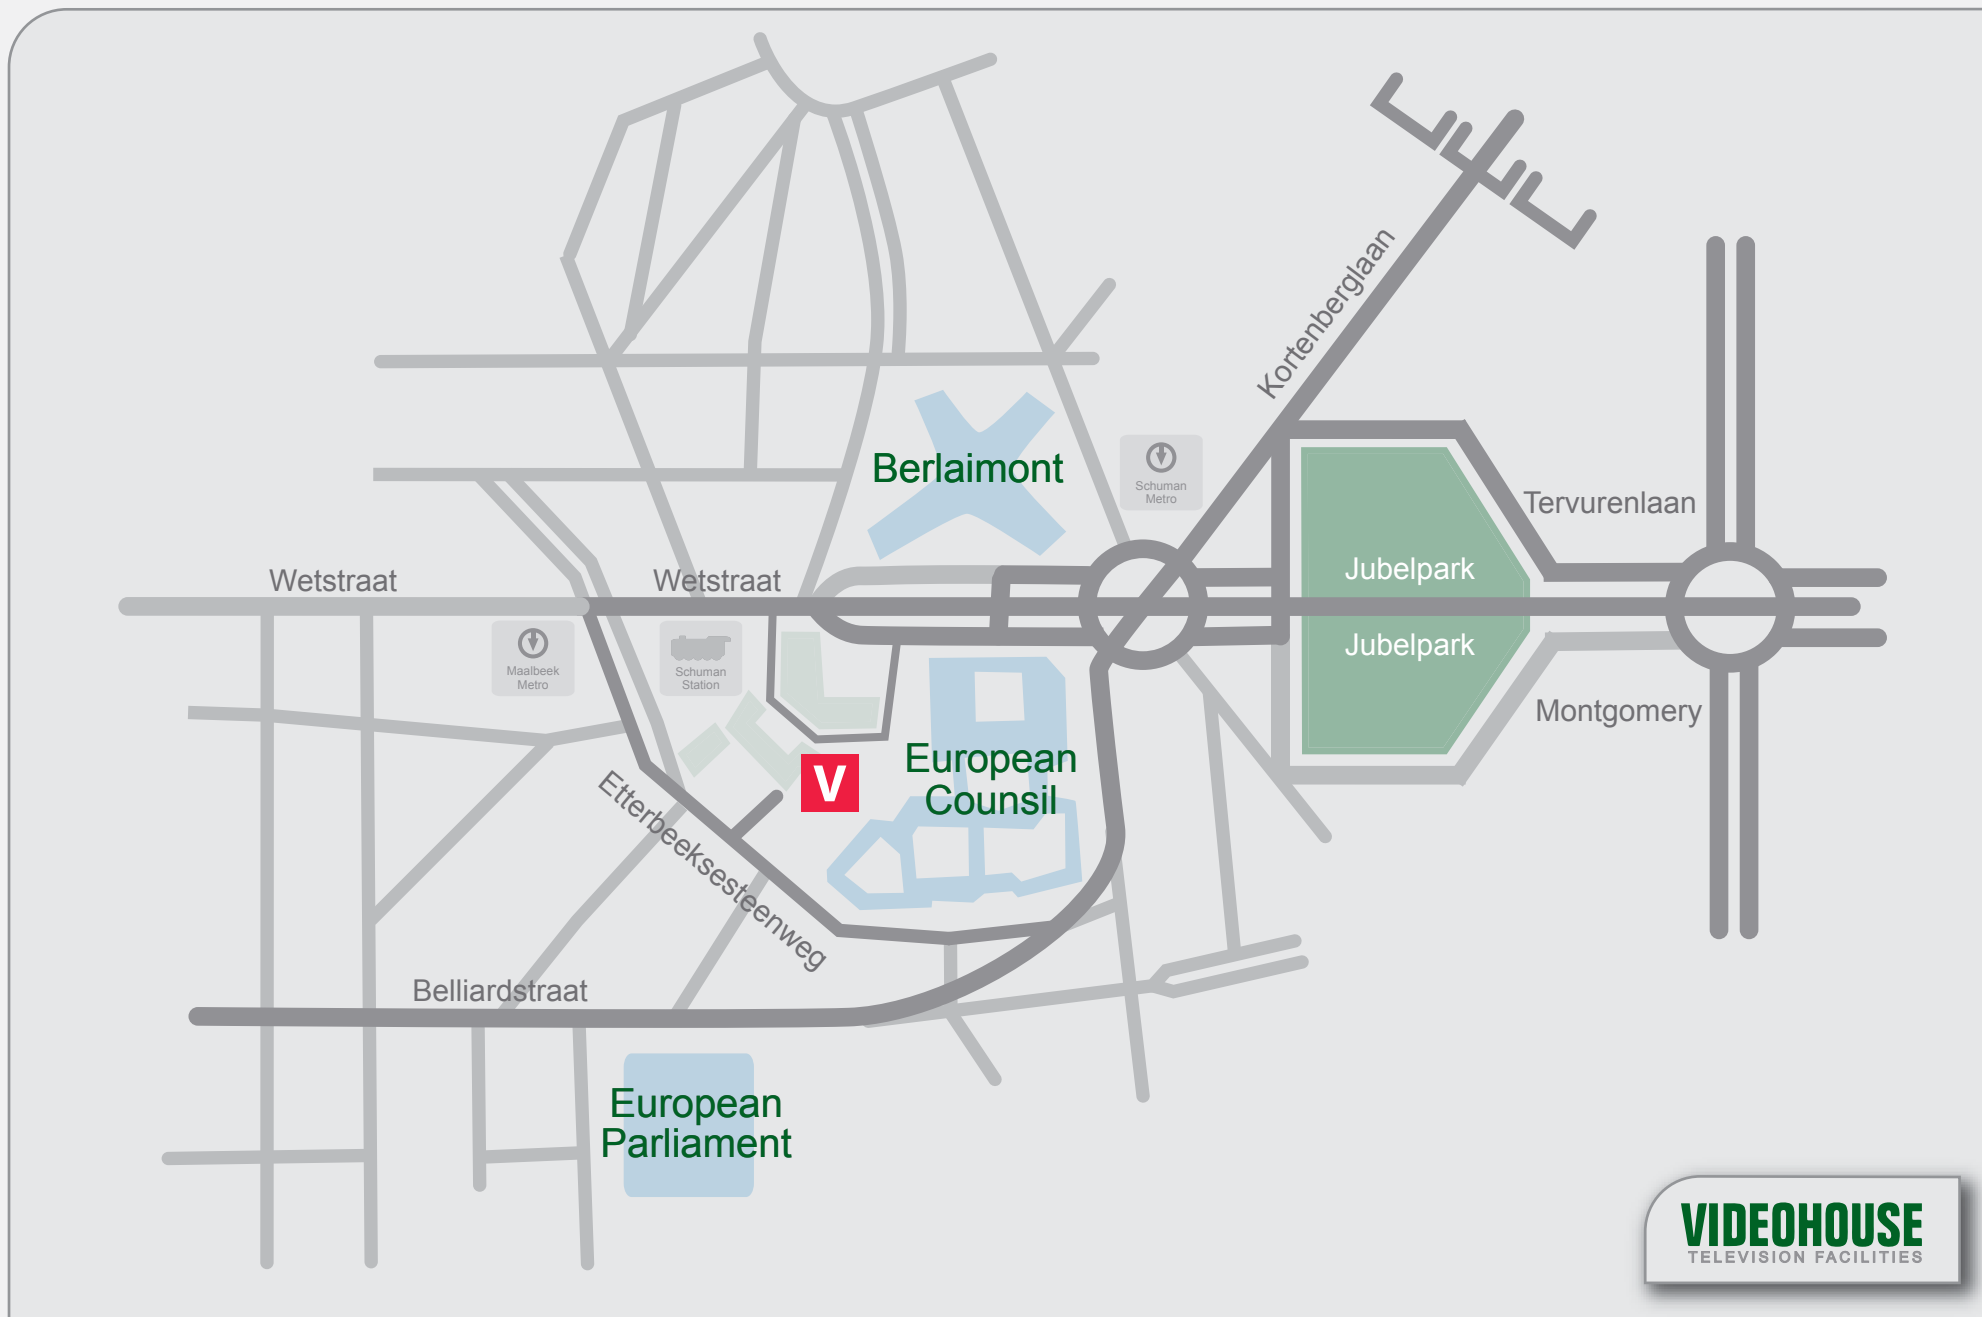 Kortenberglaan
Berlaimont
Schuman
Metro
Tervurenlaan
Wetstraat
Wetstraat
Jubelpark
Jubelpark
Maalbeek
Metro
Schuman
Station
Montgomery
European
Counsil
V
Etterbeeksesteenweg
Belliardstraat
European
Parliament
VIDEOHOUSE
TELEVISION FACILITIES